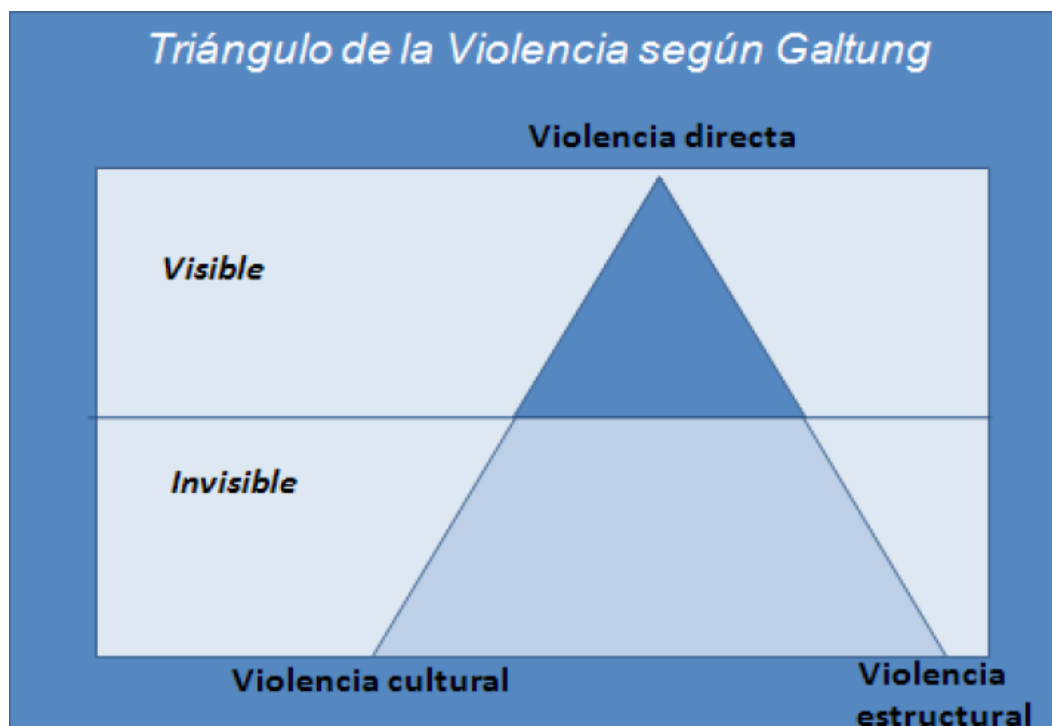 Triángulo de la Violencia según Galtung
Violencia directa
Visible
Invisible
Violencia cultural
Violencia
estructural